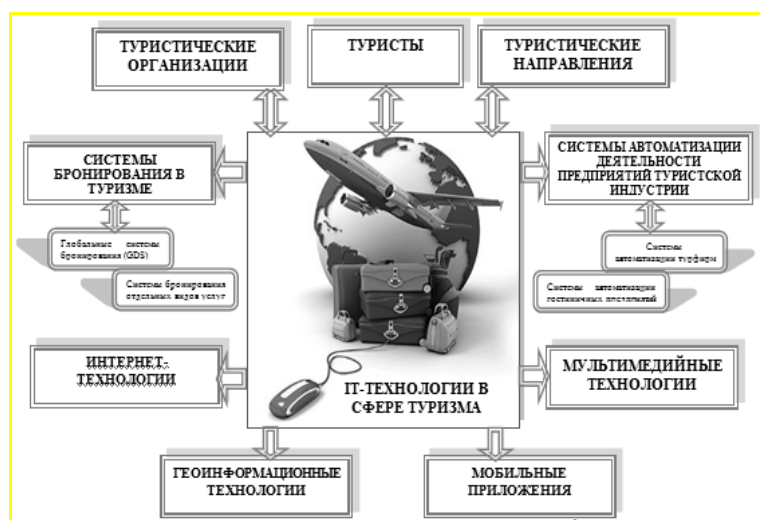 ТУРИСТИЧЕСКИЕ
ОРГАНИЗАЦИИ
ТУРИСТЫ
ТУРИСТИЧЕСКИЕ
НАПРАВЛЕНИЯ
СИСТЕМЫ
БРОНИРОВАНИЯ В
ТУРИЗМЕ
СИСТЕМЫ АВТОМАТИЗАЦИИ
ДЕЯТЕЛЬНОСТИ
ПРЕДПРИЯТИЙ ТУРИСТСКОЙ
ИНДУСТРИИ
Глобальные системы
бронирования (GDS)
Системы бронирования
отдельных видов услуг
Системы
автоматизации турфирм
Системы автоматизации
гостиничных предприятий
ИНТЕРНЕТ-
ТЕХНОЛОГИИ
IT-ТЕХНОЛОГИИ В
СФЕРЕ ТУРИЗМА
МУЛЬТИМЕДИЙНЫЕ
ТЕХНОЛОГИИ
ГЕОИНФОРМАЦИОННЫЕ
ТЕХНОЛОГИИ
МОБИЛЬНЫЕ
ПРИЛОЖЕНИЯ